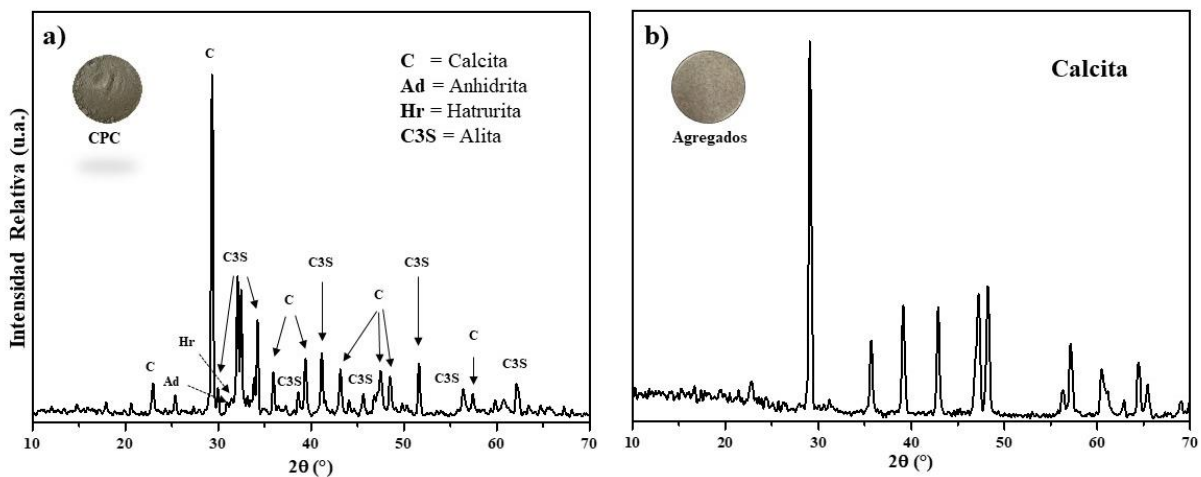 a)
CPC
C = Calcita
Ad = Anhidrita
Hr = Hatrurita
C3S = Alita
C
C3S
C3S
C3S
C
C
Hr
Ad
C
C3S
C3S
C3S
C
C3S
Intensidad Relativa (u.a.)
10 20 30 40 50 60 70
2θ (°)
b)
Agregados
Calcita
10 20 30 40 50 60 70
2θ (°)